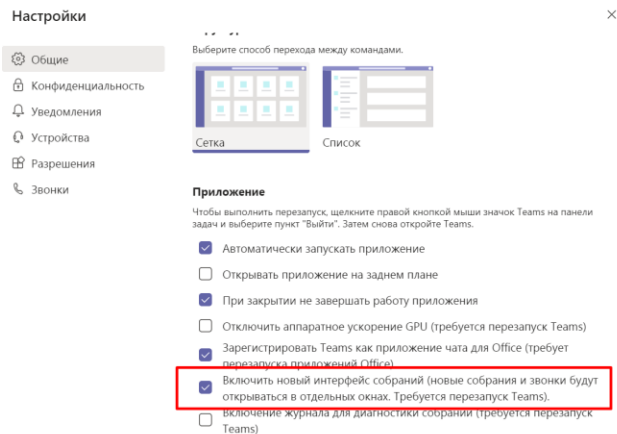 Настройки
Общие
Конфиденциальность
Уведомления
Устройства
Разрешения
Звонки
Выберите способ перехода между командами.
Сетка
Список
Приложение
Чтобы выполнить перезапуск, щелкните правой кнопкой мыши значок Teams на панели
задач и выберите пункт "Выйти". Затем снова откройте Teams.
Автоматически запускать приложение
Открывать приложение на заднем плане
При закрытии не завершать работу приложения
Отключить аппаратное ускорение GPU (требуется перезапуск Teams)
Зарегистрировать Teams как приложение чата для Office (требует
перезапуска приложений Office)
Включить новый интерфейс собраний (новые собрания и звонки будут
открываться в отдельных окнах. Требуется перезапуск Teams).
Включение журнала для диагностики собраний (требуется перезапуск
Teams)